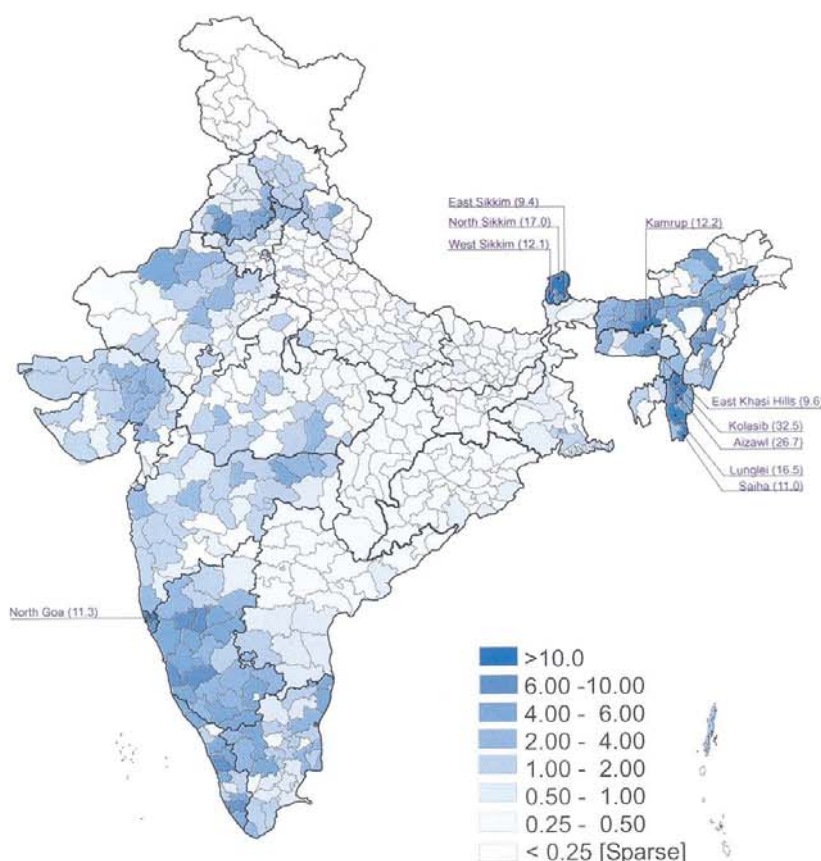 East Sikkim (9.4)
North Sikkim (17.0)
West Sikkim (12.1)
Kamrup (12.2)
East Khasi Hills (9.6)
Kolasib (32.5)
Aizawl (26.7)
Lunglei (16.5)
Saiha (11.0)
North Goa (11.3)
>10.0
6.00 -10.00
4.00 - 6.00
2.00 - 4.00
1.00 - 2.00
0.50 - 1.00
0.25 - 0.50
< 0.25 [Sparse]